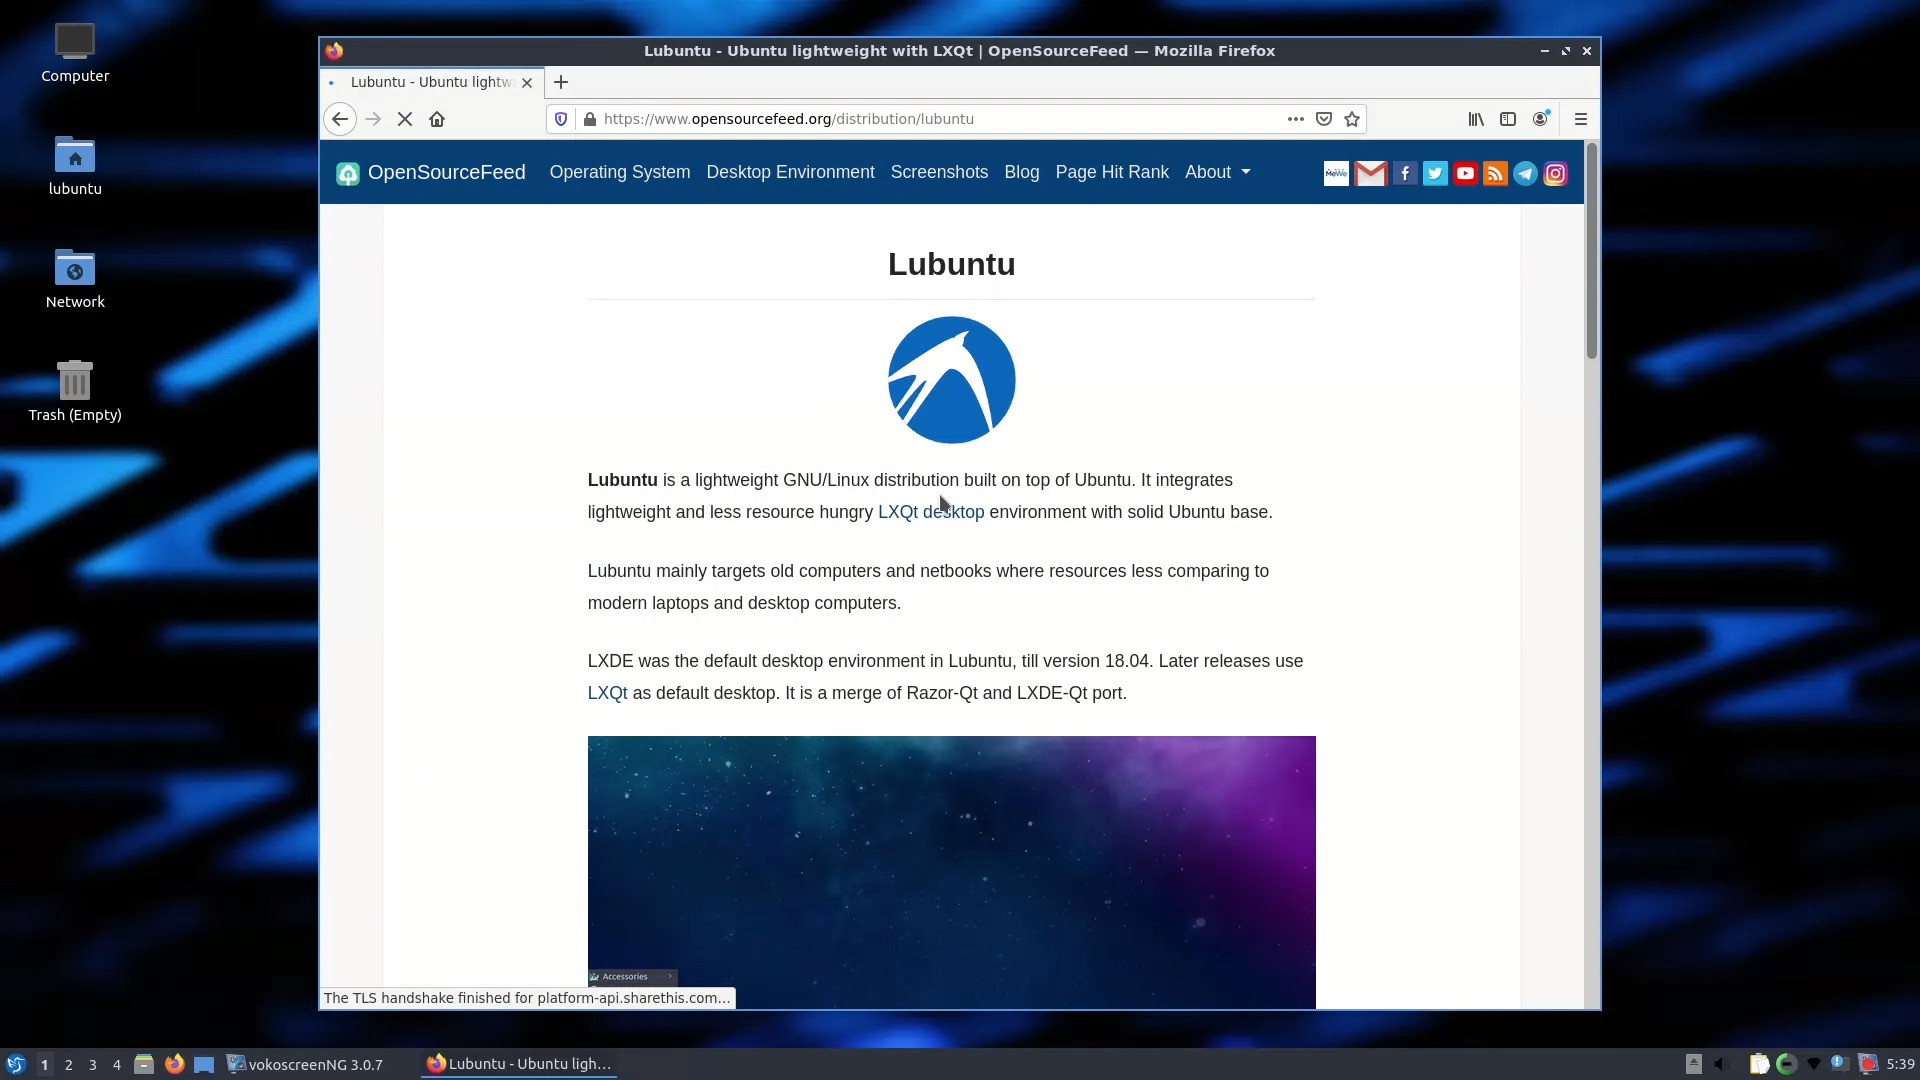 Computer
lubuntu
Network
Trash (Empty)
Lubuntu - Ubuntu lightweight with LXQt | OpenSourceFeed — Mozilla Firefox
Lubuntu - Ubuntu lightw
https://www.opensourcefeed.org/distribution/lubuntu
OpenSourceFeed Operating System Desktop Environment Screenshots Blog Page Hit Rank About MeWe
Lubuntu
Lubuntu is a lightweight GNU/Linux distribution built on top of Ubuntu. It integrates
lightweight and less resource hungry LXQt desktop environment with solid Ubuntu base.
Lubuntu mainly targets old computers and netbooks where resources less comparing to
modern laptops and desktop computers.
LXDE was the default desktop environment in Lubuntu, till version 18.04. Later releases use
LXQt as default desktop. It is a merge of Razor-Qt and LXDE-Qt port.
Accessories
The TLS handshake finished for platform-api.sharethis.com...
1 2 3 4 vokoscreenNG 3.0.7 Lubuntu - Ubuntu ligh... 5:39